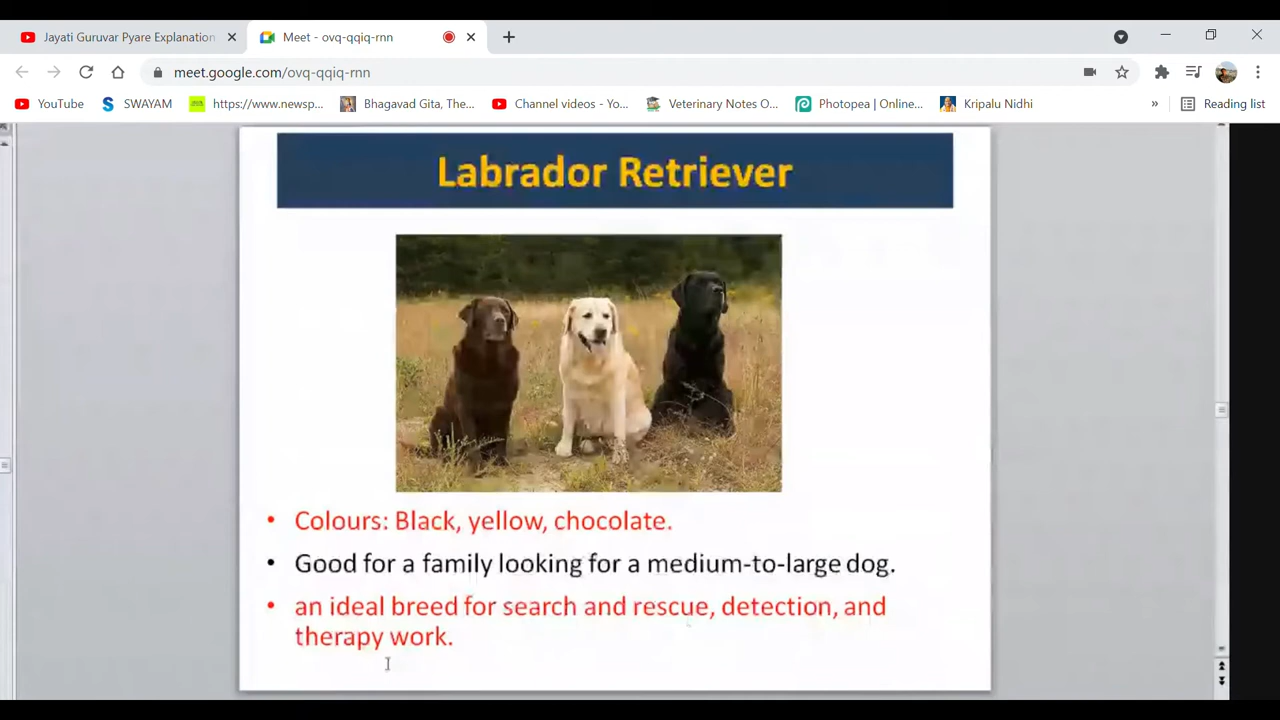 Jayati Guruvar Pyare Explanation
Meet - ovq-qqiq-rnn
meet.google.com/ovq-qqiq-rnn
YouTube
SWAYAM
https://www.newsp...
Bhagavad Gita, The...
Channel videos - Yo...
Veterinary Notes O...
Photopea | Online...
Kripalu Nidhi
»
Reading list
Labrador Retriever
• Colours: Black, yellow, chocolate.
• Good for a family looking for a medium-to-large dog.
• an ideal breed for search and rescue, detection, and
therapy work.